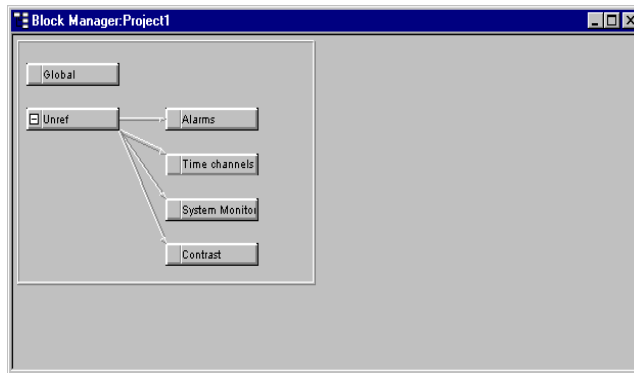 Block Manager:Project1
Global
Unref
Alarms
Time channels
System Monitor
Contrast